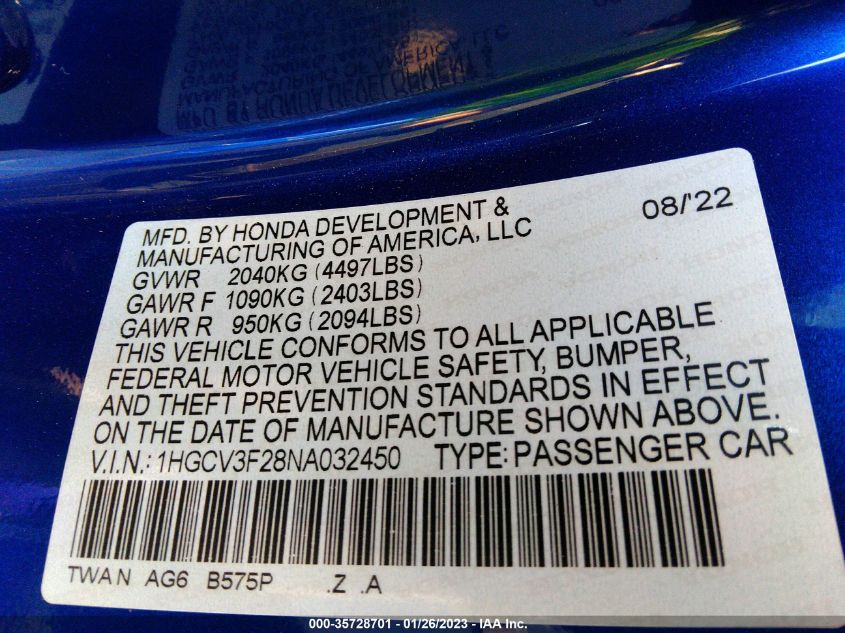 MFD. BY HONDA DEVELOPMENT & 08/'22
MANUFACTURING OF AMERICA, LLC
GVWR 2040KG (4497LBS)
GAWR F 1090KG (2403LBS)
GAWR R 950KG (2094LBS)
THIS VEHICLE CONFORMS TO ALL APPLICABLE
FEDERAL MOTOR VEHICLE SAFETY, BUMPER,
AND THEFT PREVENTION STANDARDS IN EFFECT
ON THE DATE OF MANUFACTURE SHOWN ABOVE.
V.I.N.: 1HGCV3F28NA032450 TYPE: PASSENGER CAR
TWAN AG6 B575P .Z .A
000-35728701 - 01/26/2023 - IAA Inc.